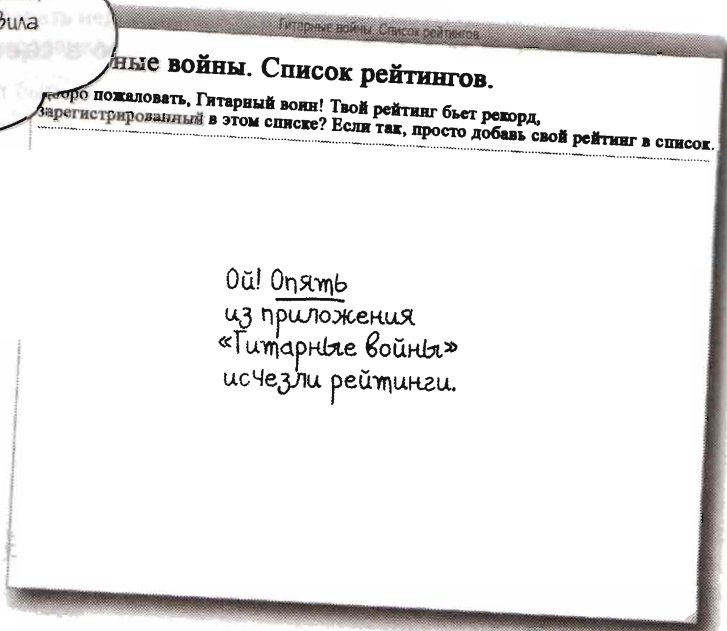 вила
Гитарные войны. Список рейтингов.
ные войны. Список рейтингов.
Добро пожаловать, Гитарный воин! Твой рейтинг бьет рекорд,
зарегистрированный в этом списке? Если так, просто добавь свой рейтинг в список.
Ой! Опять
из приложения
«Гитарные войны»
исчезли рейтинги.